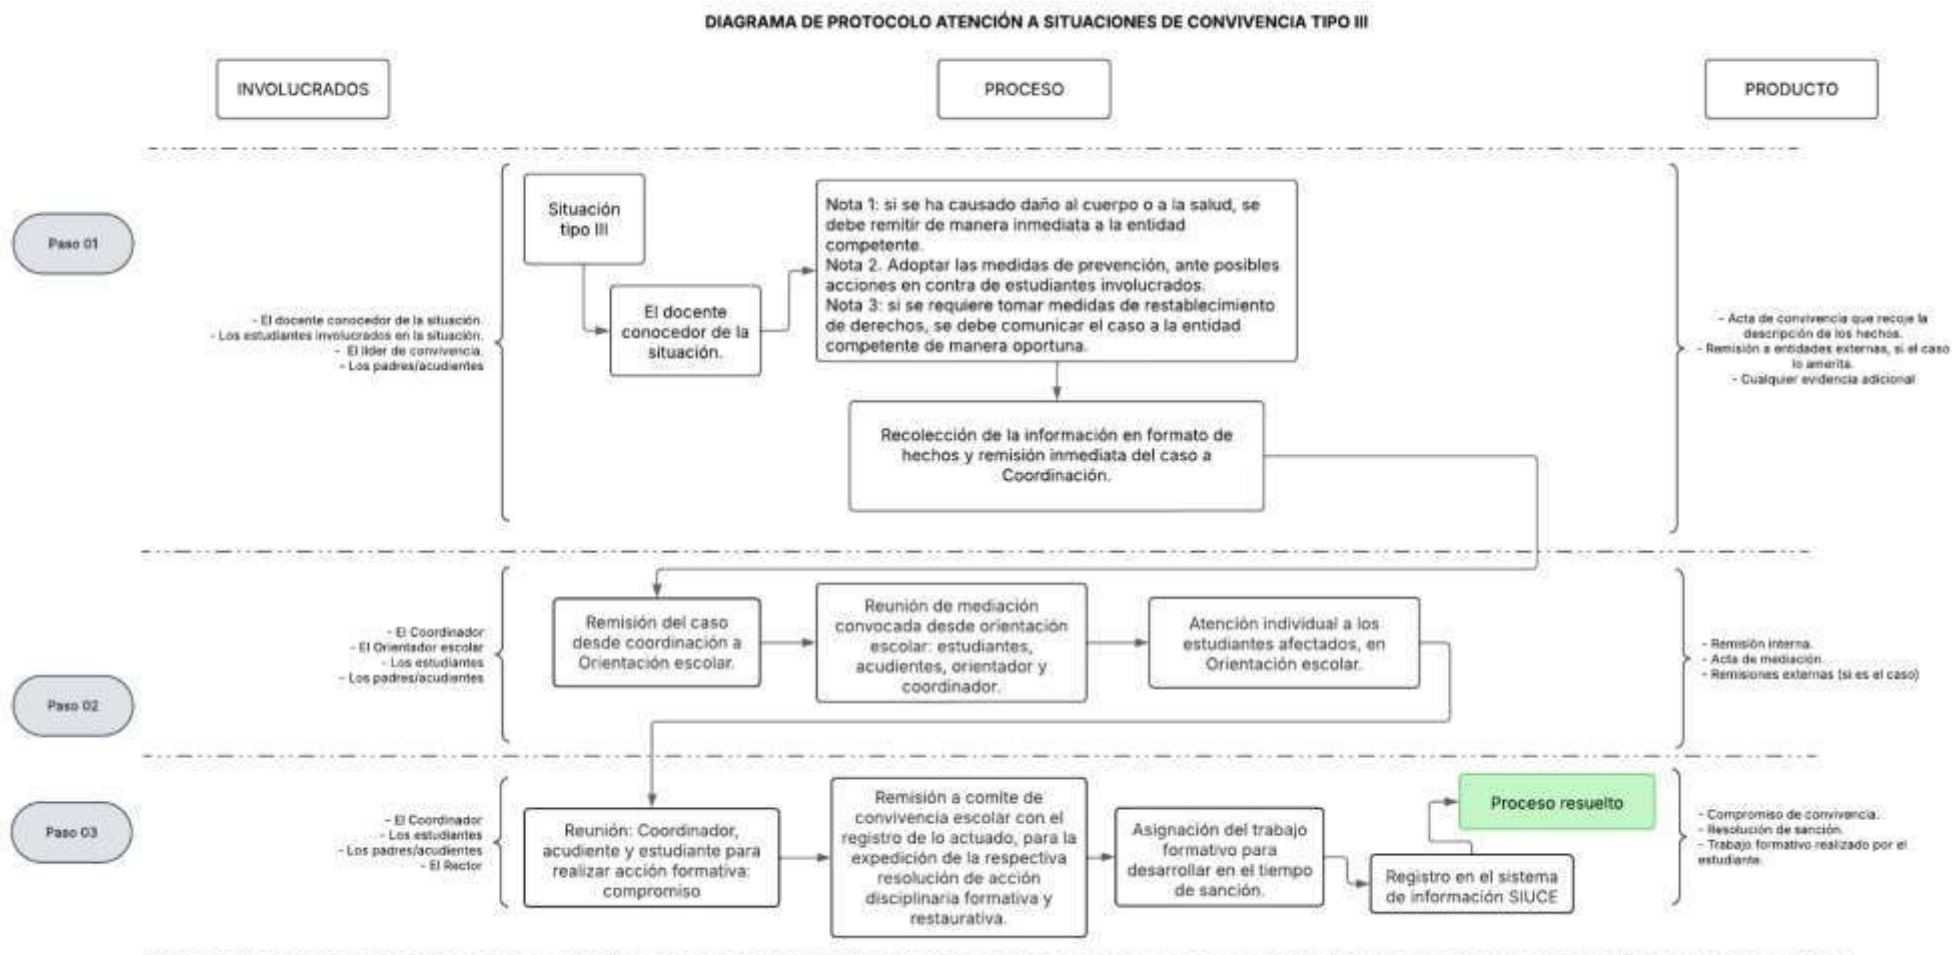 DIAGRAMA DE PROTOCOLO ATENCIÓN A SITUACIONES DE CONVIVENCIA TIPO III
INVOLUCRADOS
PROCESO
PRODUCTO
Paso 01
- El docente conocedor de la situación.
- Los estudiantes involucrados en la situación.
- El líder de convivencia.
- Los padres/acudientes
Situación
tipo III
El docente
conocedor de la
situación.
Nota 1: si se ha causado daño al cuerpo o a la salud, se
debe remitir de manera inmediata a la entidad
competente.
Nota 2. Adoptar las medidas de prevención, ante posibles
acciones en contra de estudiantes involucrados.
Nota 3: si se requiere tomar medidas de restablecimiento
de derechos, se debe comunicar el caso a la entidad
competente de manera oportuna.
Recolección de la información en formato de
hechos y remisión inmediata del caso a
Coordinación.
- Acta de convivencia que recoje la
descripción de los hechos.
- Remisión a entidades externas, si el caso
lo amerita.
- Cualquier evidencia adicional
Paso 02
- El Coordinador
- El Orientador escolar
- Los estudiantes
- Los padres/acudientes
Remisión del caso
desde coordinación a
Orientación escolar.
Reunión de mediación
convocada desde orientación
escolar: estudiantes,
acudientes, orientador y
coordinador.
Atención individual a los
estudiantes afectados, en
Orientación escolar.
- Remisión interna.
- Acta de mediación.
- Remisiones externas (si es el caso)
Paso 03
- El Coordinador
- Los estudiantes
- Los padres/acudientes
- El Rector
Reunión: Coordinador,
acudiente y estudiante para
realizar acción formativa:
compromiso
Remisión a comite de
convivencia escolar con el
registro de lo actuado, para la
expedición de la respectiva
resolución de acción
disciplinaria formativa y
restaurativa.
Asignación del trabajo
formativo para
desarrollar en el tiempo
de sanción.
Registro en el sistema
de información SIUCE
Proceso resuelto
- Compromiso de convivencia.
- Resolución de sanción.
- Trabajo formativo realizado por el
estudiante.